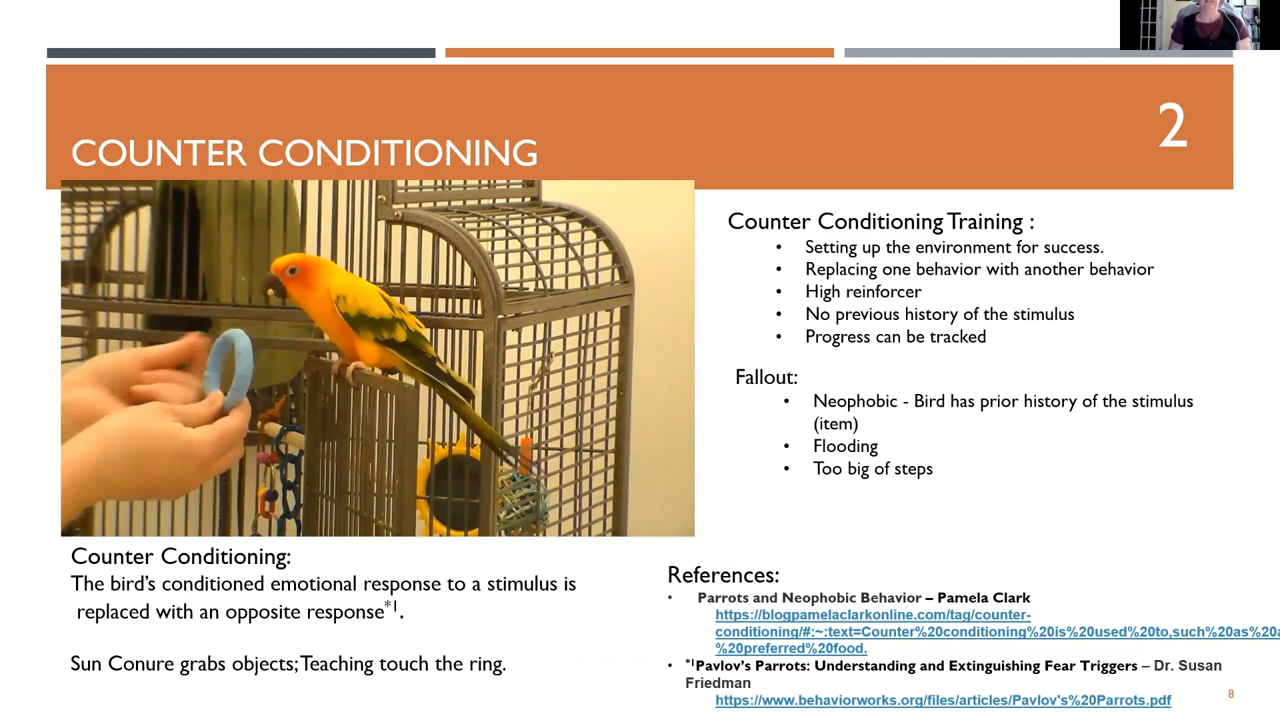 2
COUNTER CONDITIONING
Counter Conditioning Training :
• Setting up the environment for success.
• Replacing one behavior with another behavior
• High reinforcer
• No previous history of the stimulus
• Progress can be tracked
Fallout:
• Neophobic - Bird has prior history of the stimulus
(item)
• Flooding
• Too big of steps
Counter Conditioning:
The bird's conditioned emotional response to a stimulus is
replaced with an opposite response*1.
Sun Conure grabs objects; Teaching touch the ring.
References:
• Parrots and Neophobic Behavior – Pamela Clark
https://blogpamelaclarkonline.com/tag/counter-
conditioning/#:~:text=Counter%20conditioning%20is%20used%20to,such%20as%20a
%20preferred%20food.
• *1Pavlov's Parrots: Understanding and Extinguishing Fear Triggers – Dr. Susan
Friedman
https://www.behaviorworks.org/files/articles/Pavlov's%20Parrots.pdf
8